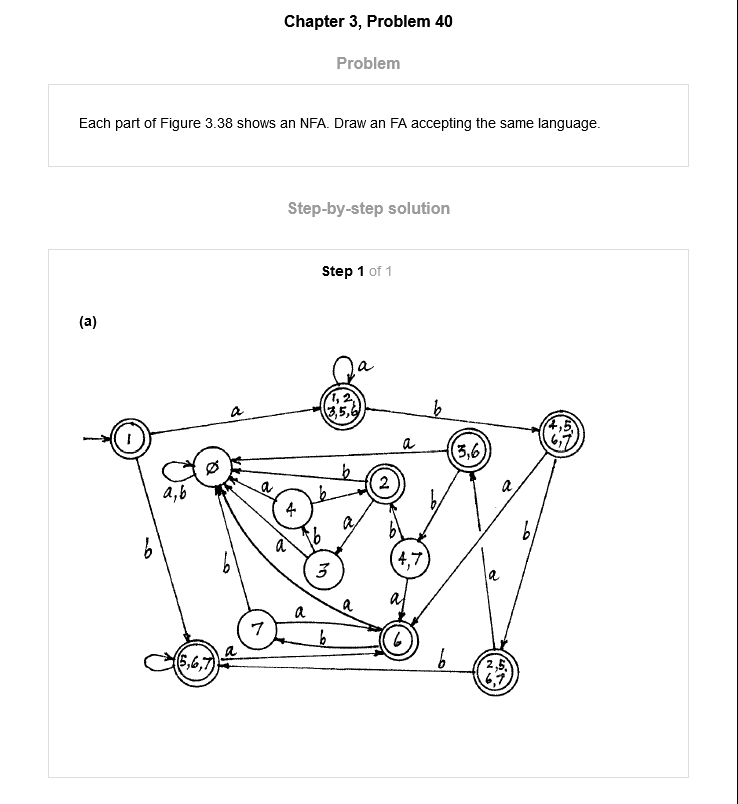 Chapter 3, Problem 40
Problem
Each part of Figure 3.38 shows an NFA. Draw an FA accepting the same language.
Step-by-step solution
Step 1 of 1
(a)
a
1, 2,
3,5,6
a
b
1
4,5,
6,7
a
3,6
∅
b
2
a
a,b
a
4
b
b
a
b
b
b
b
a
3
4,7
b
a
a
a
7
a
b
6
5,6,7
a
b
2,5,
6,7